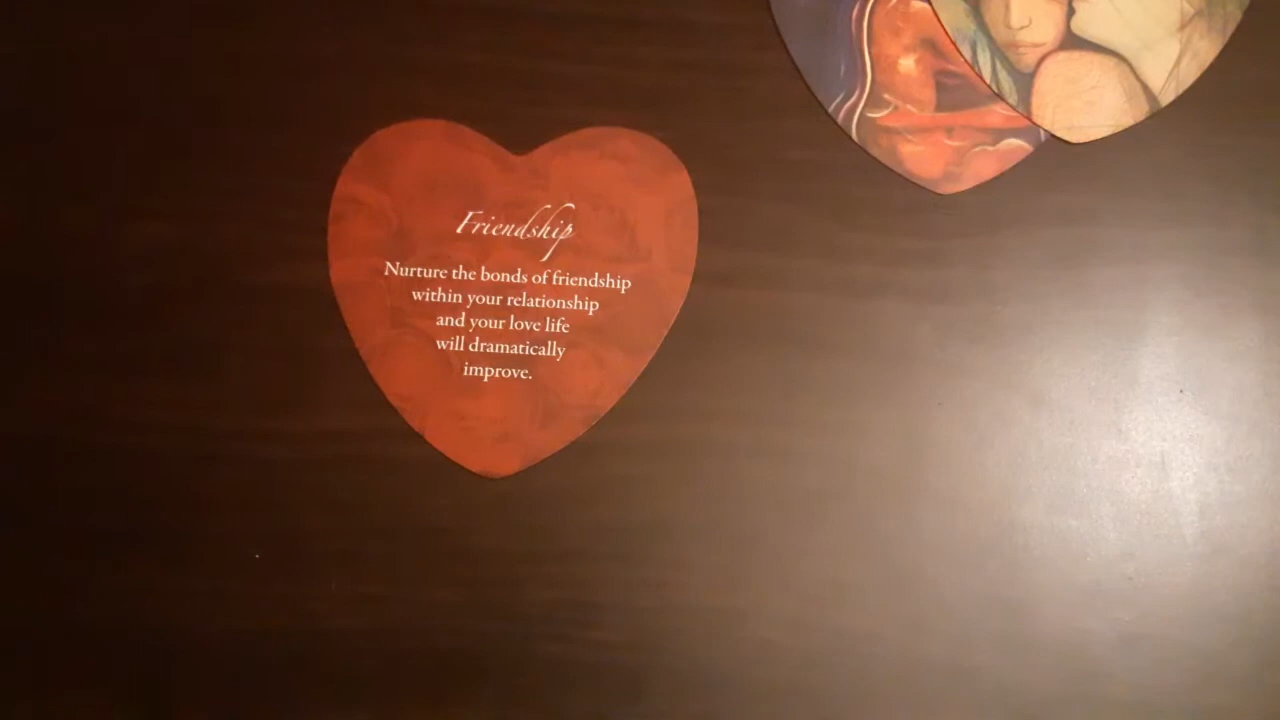 Friendship
Nurture the bonds of friendship
within your relationship
and your love life
will dramatically
improve.